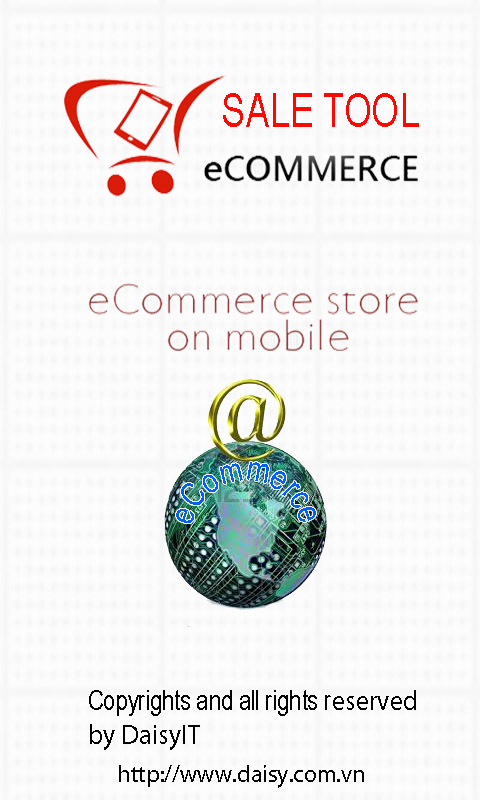 SALE TOOL
eCOMMERCE
eCommerce store
on mobile
@
eCommerce
Copyrights and all rights reserved
by DaisyIT
http://www.daisy.com.vn